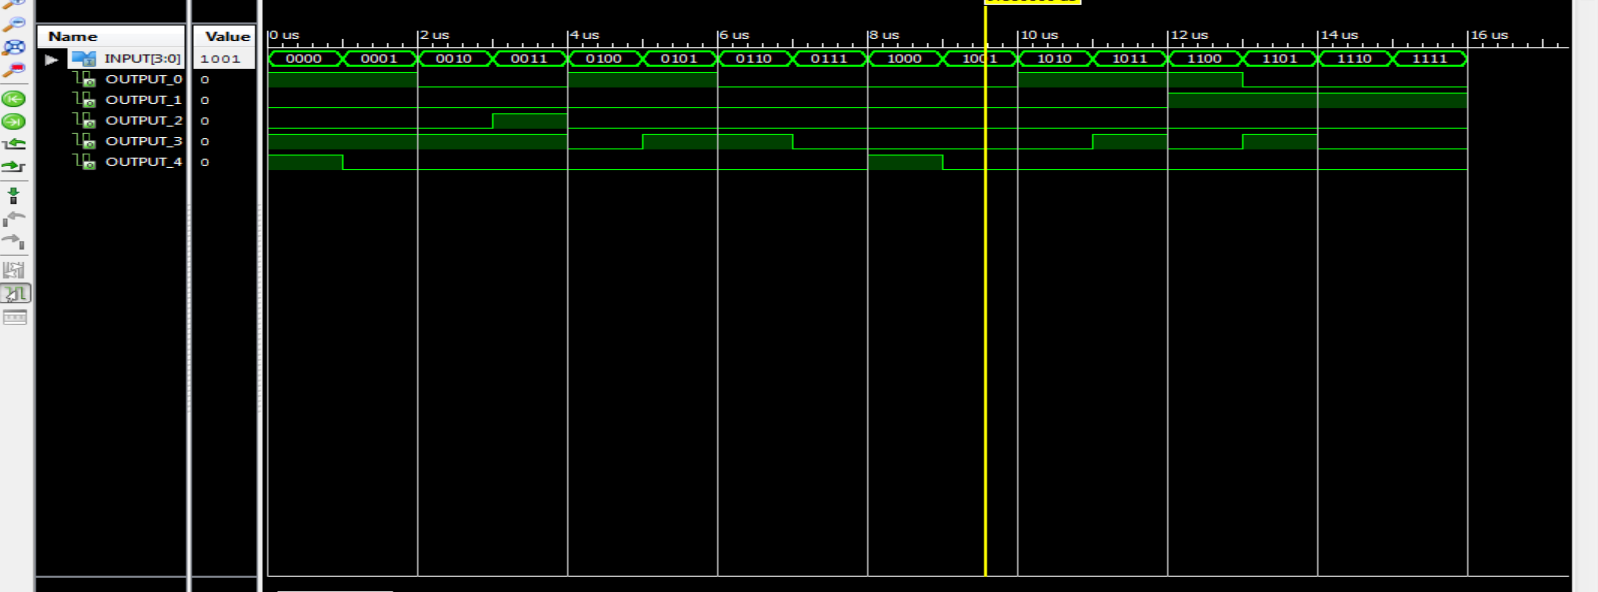 Name Value 0 us 2 us 4 us 6 us 8 us 10 us 12 us 14 us 16 us
INPUT[3:0] 1001 0000 0001 0010 0011 0100 0101 0110 0111 1000 1001 1010 1011 1100 1101 1110 1111
OUTPUT_0 0
OUTPUT_1 0
OUTPUT_2 0
OUTPUT_3 0
OUTPUT_4 0